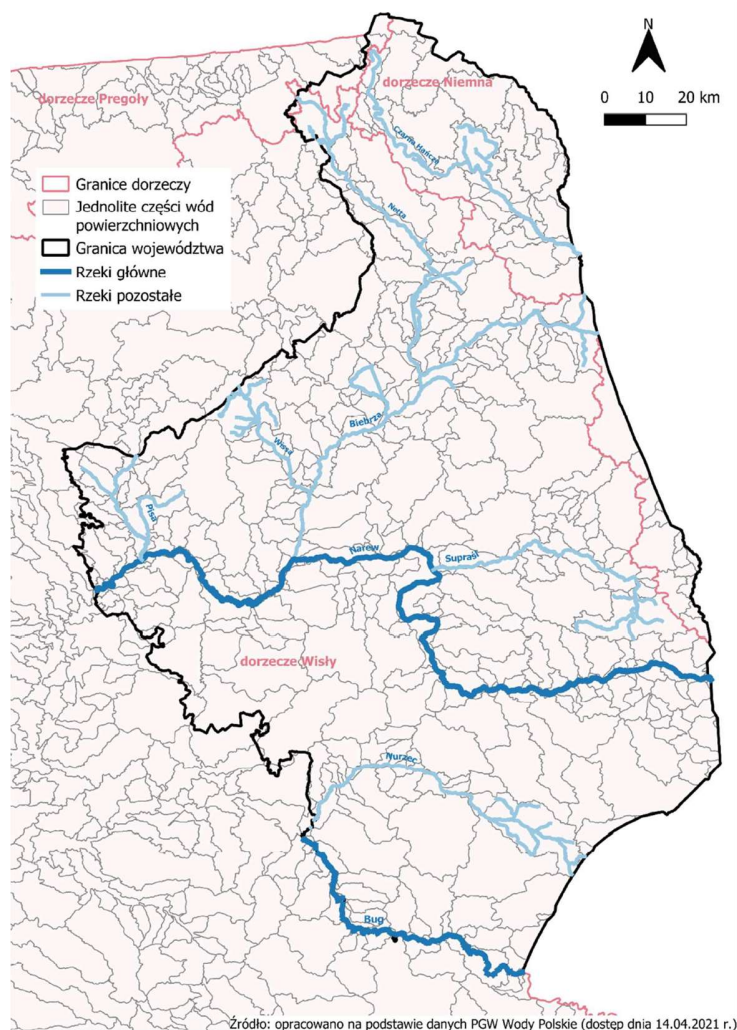 N
dorzecze Pregoły
dorzecze Niemna
0 10 20 km
Czarna Hańcza
Granice dorzeczy
Jednolite części wód
powierzchniowych
Granica województwa
Rzeki główne
Rzeki pozostałe
Netta
Biebrza
Wissa
Pisa
Narew
Supraśl
dorzecze Wisły
Nurzec
Bug
Źródło: opracowano na podstawie danych PGW Wody Polskie (dostęp dnia 14.04.2021 r.)